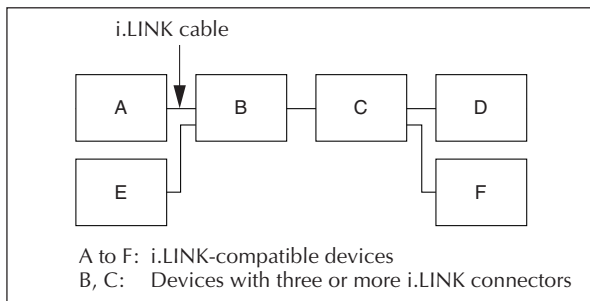 i.LINK cable
A
B
C
D
E
F
A to F: i.LINK-compatible devices
B, C: Devices with three or more i.LINK connectors